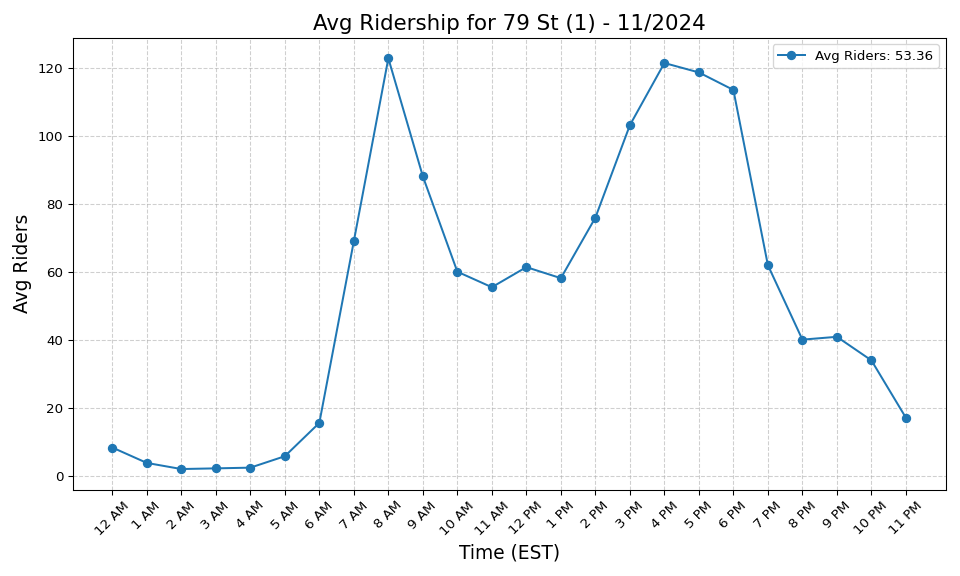 Avg Ridership for 79 St (1) - 11/2024
Avg Riders: 53.36
Avg Riders
120
100
80
60
40
20
0
12 AM
1 AM
2 AM
3 AM
4 AM
5 AM
6 AM
7 AM
8 AM
9 AM
10 AM
11 AM
12 PM
1 PM
2 PM
3 PM
4 PM
5 PM
6 PM
7 PM
8 PM
9 PM
10 PM
11 PM
Time (EST)